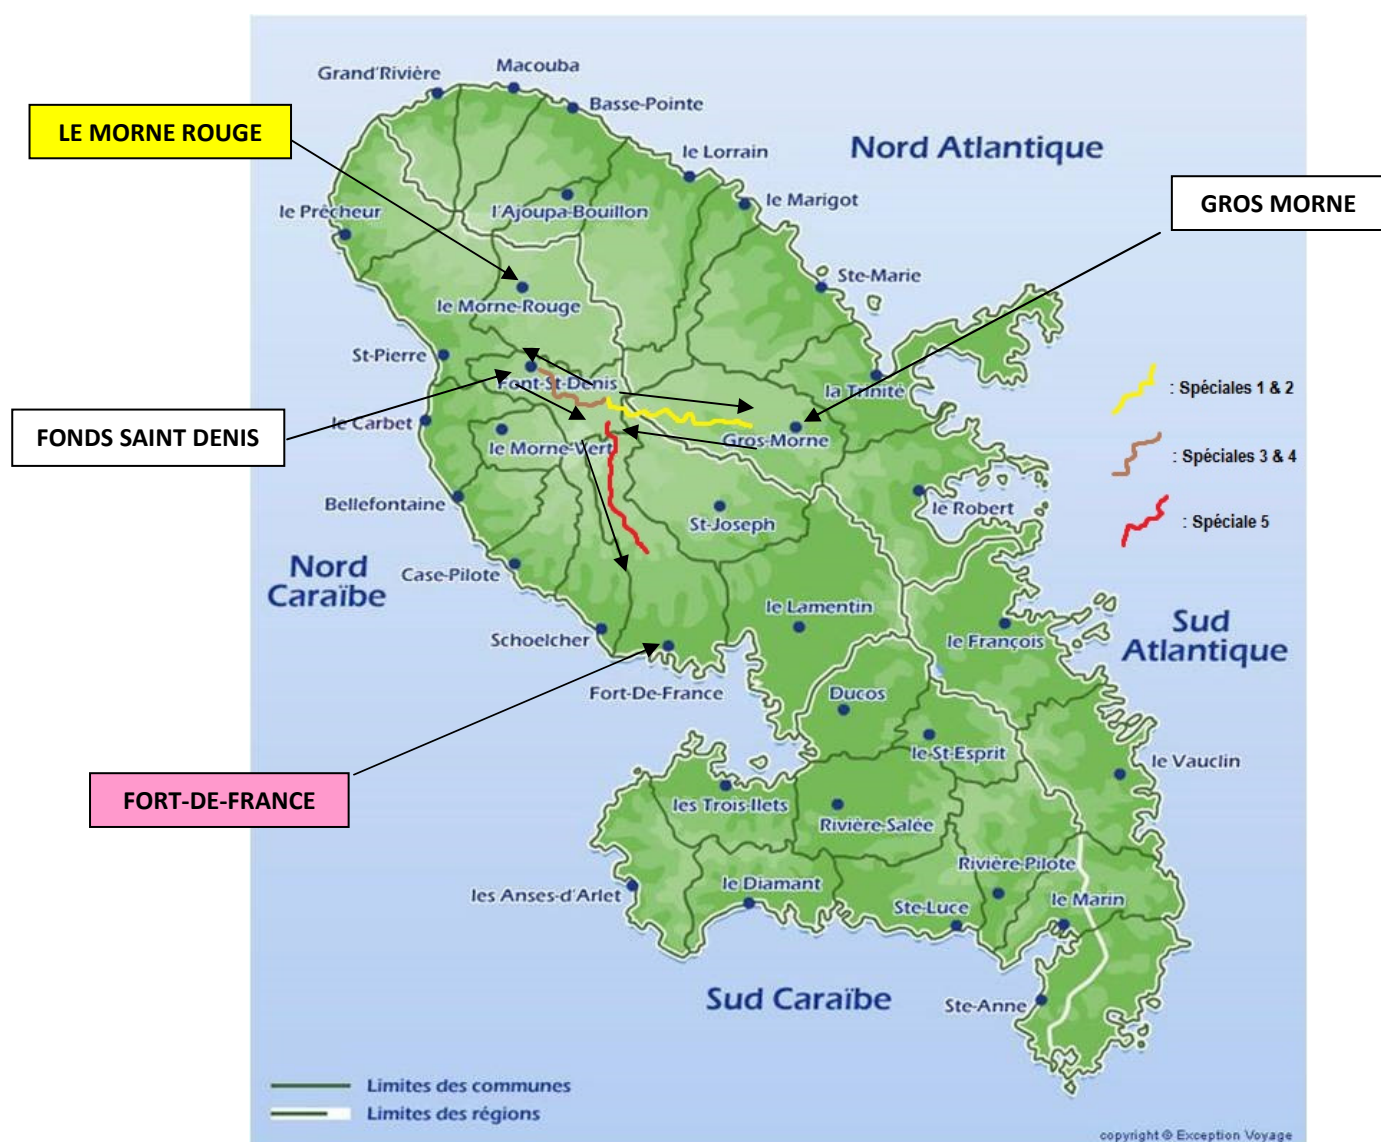 Macouba
Grand'Rivière
Basse-Pointe
LE MORNE ROUGE
Nord Atlantique
le Lorrain
le Marigot
GROS MORNE
l'Ajoupa-Bouillon
le Prêcheur
Ste-Marie
le Morne-Rouge
St-Pierre
Font-St-Denis
la Trinité
: Spéciales 1 & 2
FONDS SAINT DENIS
le Carbet
le Morne-Vert
Gros-Morne
: Spéciales 3 & 4
Bellefontaine
St-Joseph
le Robert
: Spéciale 5
Nord
Caraïbe
Case-Pilote
le Lamentin
Schoelcher
le François
Sud
Atlantique
Fort-De-France
Ducos
le St-Esprit
le Vauclin
FORT-DE-FRANCE
les Trois-Ilets
Rivière-Salée
Rivière-Pilote
les Anses-d'Arlet
le Diamant
Ste-Luce
le Marin
Sud Caraïbe
Ste-Anne
Limites des communes
Limites des régions
copyright © Exception Voyage